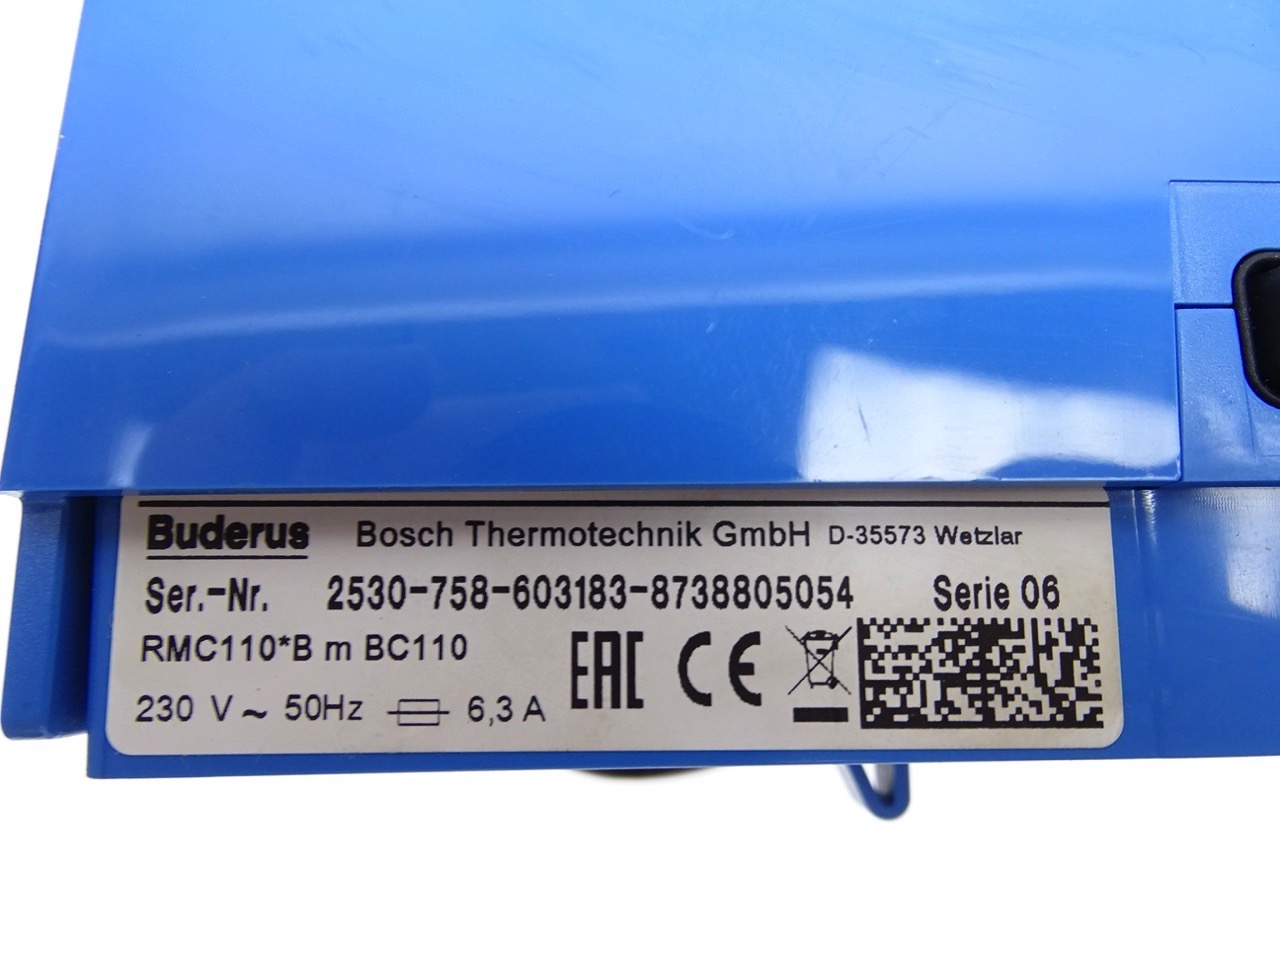 Buderus Bosch Thermotechnik GmbH D-35573 Wetzlar
Ser.-Nr. 2530-758-603183-8738805054 Serie 06
RMC110*B m BC110 EAC CE
230 V ~ 50Hz 6,3 A